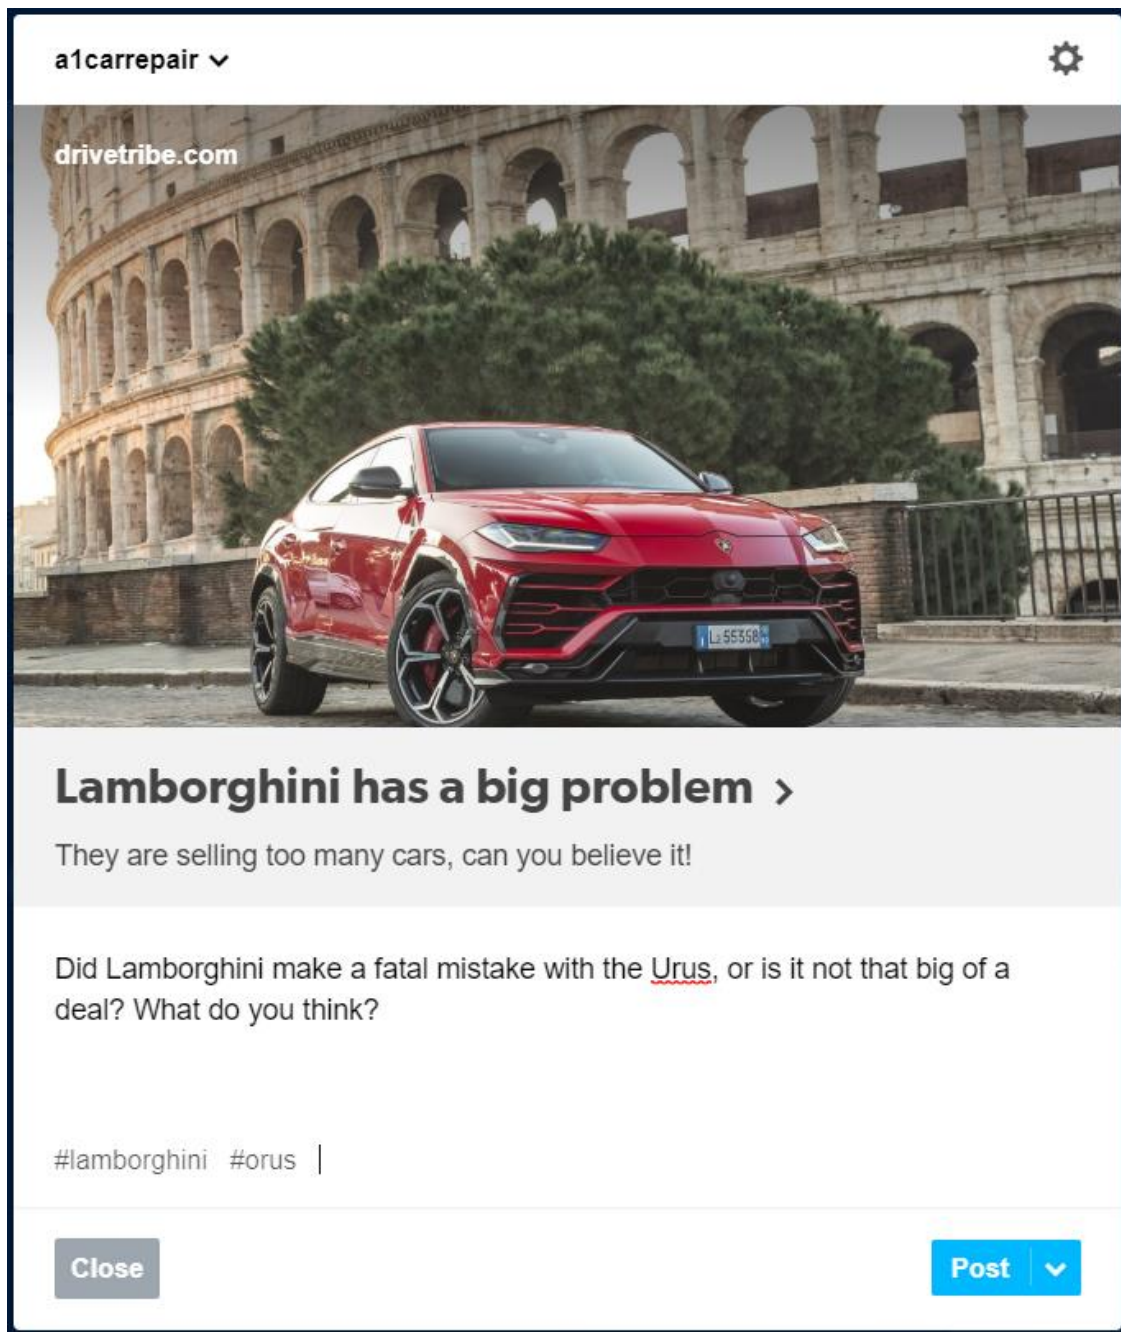 a1carrepair
drivetribe.com
Lamborghini has a big problem >
They are selling too many cars, can you believe it!
Did Lamborghini make a fatal mistake with the Urus, or is it not that big of a
deal? What do you think?
#lamborghini #orus
Close
Post